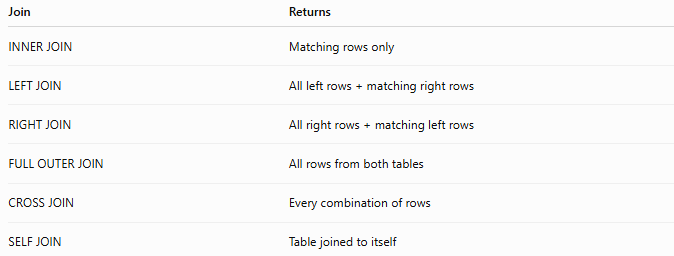 Join Returns
INNER JOIN Matching rows only
LEFT JOIN All left rows + matching right rows
RIGHT JOIN All right rows + matching left rows
FULL OUTER JOIN All rows from both tables
CROSS JOIN Every combination of rows
SELF JOIN Table joined to itself